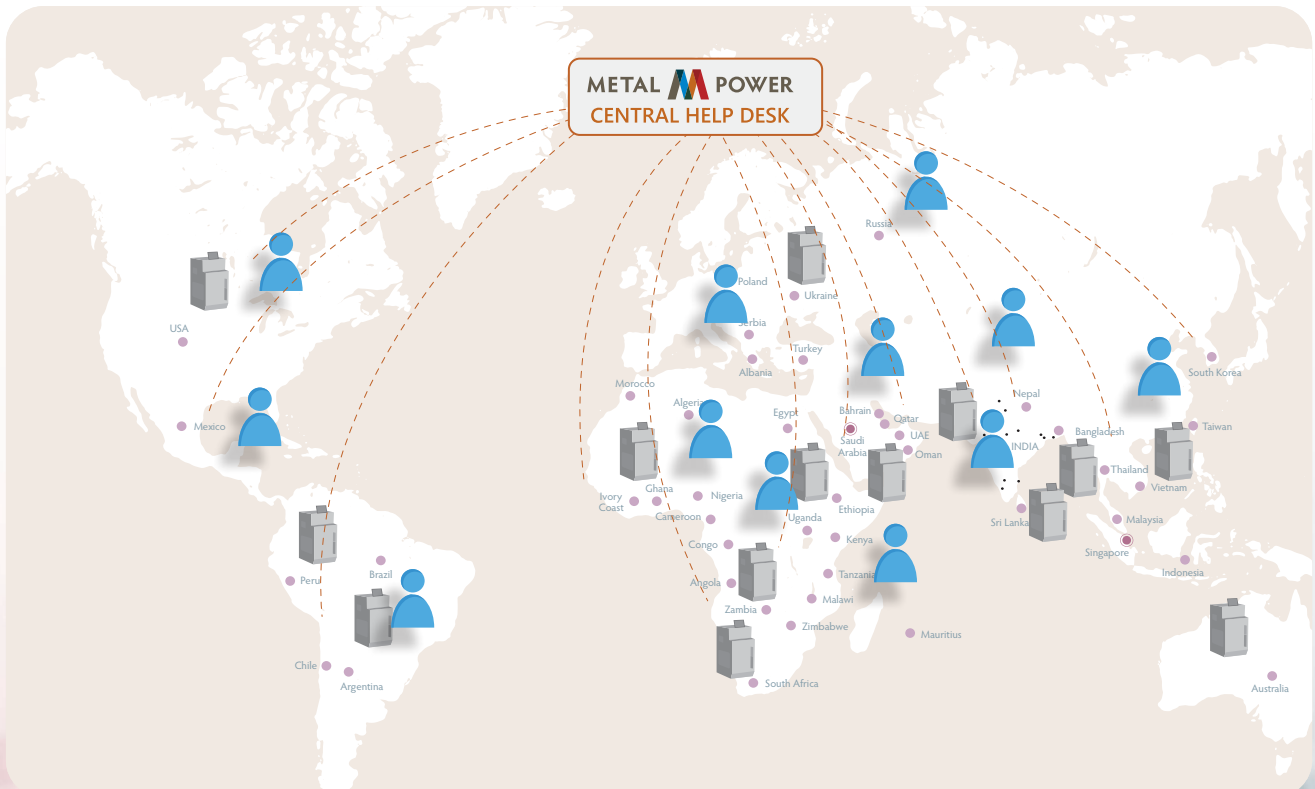 METAL M POWER
CENTRAL HELP DESK
Russia
Poland
Ukraine
Serbia
USA
Turkey
Albania
South Korea
Morocco
Algeria
Nepal
Egypt
Bahrain
Qatar
Mexico
Taiwan
Bangladesh
UAE
Saudi
Arabia
INDIA
Oman
Thailand
Ghana
Vietnam
Ivory
Coast
Nigeria
Ethiopia
Cameroon
Uganda
Sri Lanka
Malaysia
Kenya
Congo
Singapore
Indonesia
Brazil
Tanzania
Peru
Angola
Malawi
Zambia
Zimbabwe
Mauritius
Chile
South Africa
Argentina
Australia